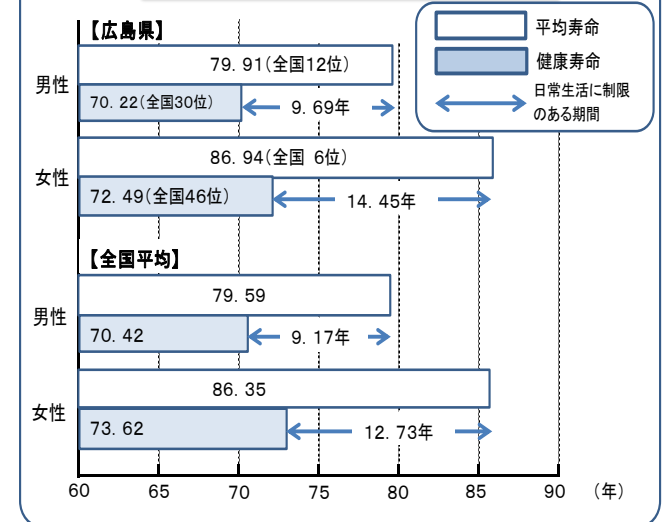 【広島県】
平均寿命
健康寿命
日常生活に制限
のある期間
男性
79.91(全国12位)
70.22(全国30位)
9.69年
女性
86.94(全国 6位)
72.49(全国46位)
14.45年
【全国平均】
男性
79.59
70.42
9.17年
女性
86.35
73.62
12.73年
60 65 70 75 80 85 90 (年)